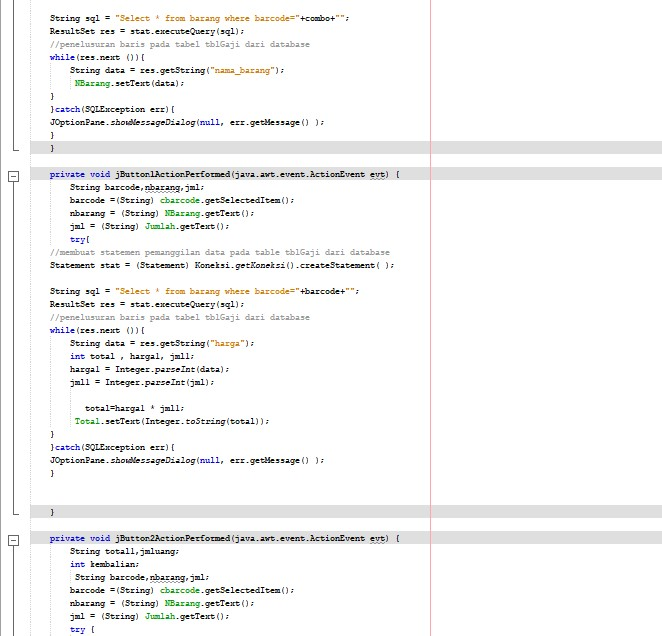 String sql = "Select * from barang where barcode="+combo+"";
ResultSet res = stat.executeQuery(sql);
//penelusuran baris pada tabel tblGaji dari database
while(res.next ()){
String data = res.getString("nama_barang");
NBarang.setText(data);
}
}catch(SQLException err){
JOptionPane.showMessageDialog(null, err.getMessage() );
}
}
private void jButton1ActionPerformed(java.awt.event.ActionEvent evt) {
String barcode,nbarang,jml;
barcode =(String) cbarcode.getSelectedItem();
nbarang = (String) NBarang.getText();
jml = (String) Jumlah.getText();
try{
//membuat statemen pemanggilan data pada table tblGaji dari database
Statement stat = (Statement) Koneksi.getKoneksi().createStatement( );
String sql = "Select * from barang where barcode="+barcode+"";
ResultSet res = stat.executeQuery(sql);
//penelusuran baris pada tabel tblGaji dari database
while(res.next ()){
String data = res.getString("harga");
int total , harga1, jml1;
harga1 = Integer.parseInt(data);
jml1 = Integer.parseInt(jml);
total=harga1 * jml1;
Total.setText(Integer.toString(total));
}
}catch(SQLException err){
JOptionPane.showMessageDialog(null, err.getMessage() );
}
}
private void jButton2ActionPerformed(java.awt.event.ActionEvent evt) {
String total1,jmluang;
int kembalian;
String barcode,nbarang,jml;
barcode =(String) cbarcode.getSelectedItem();
nbarang = (String) NBarang.getText();
jml = (String) Jumlah.getText();
try {